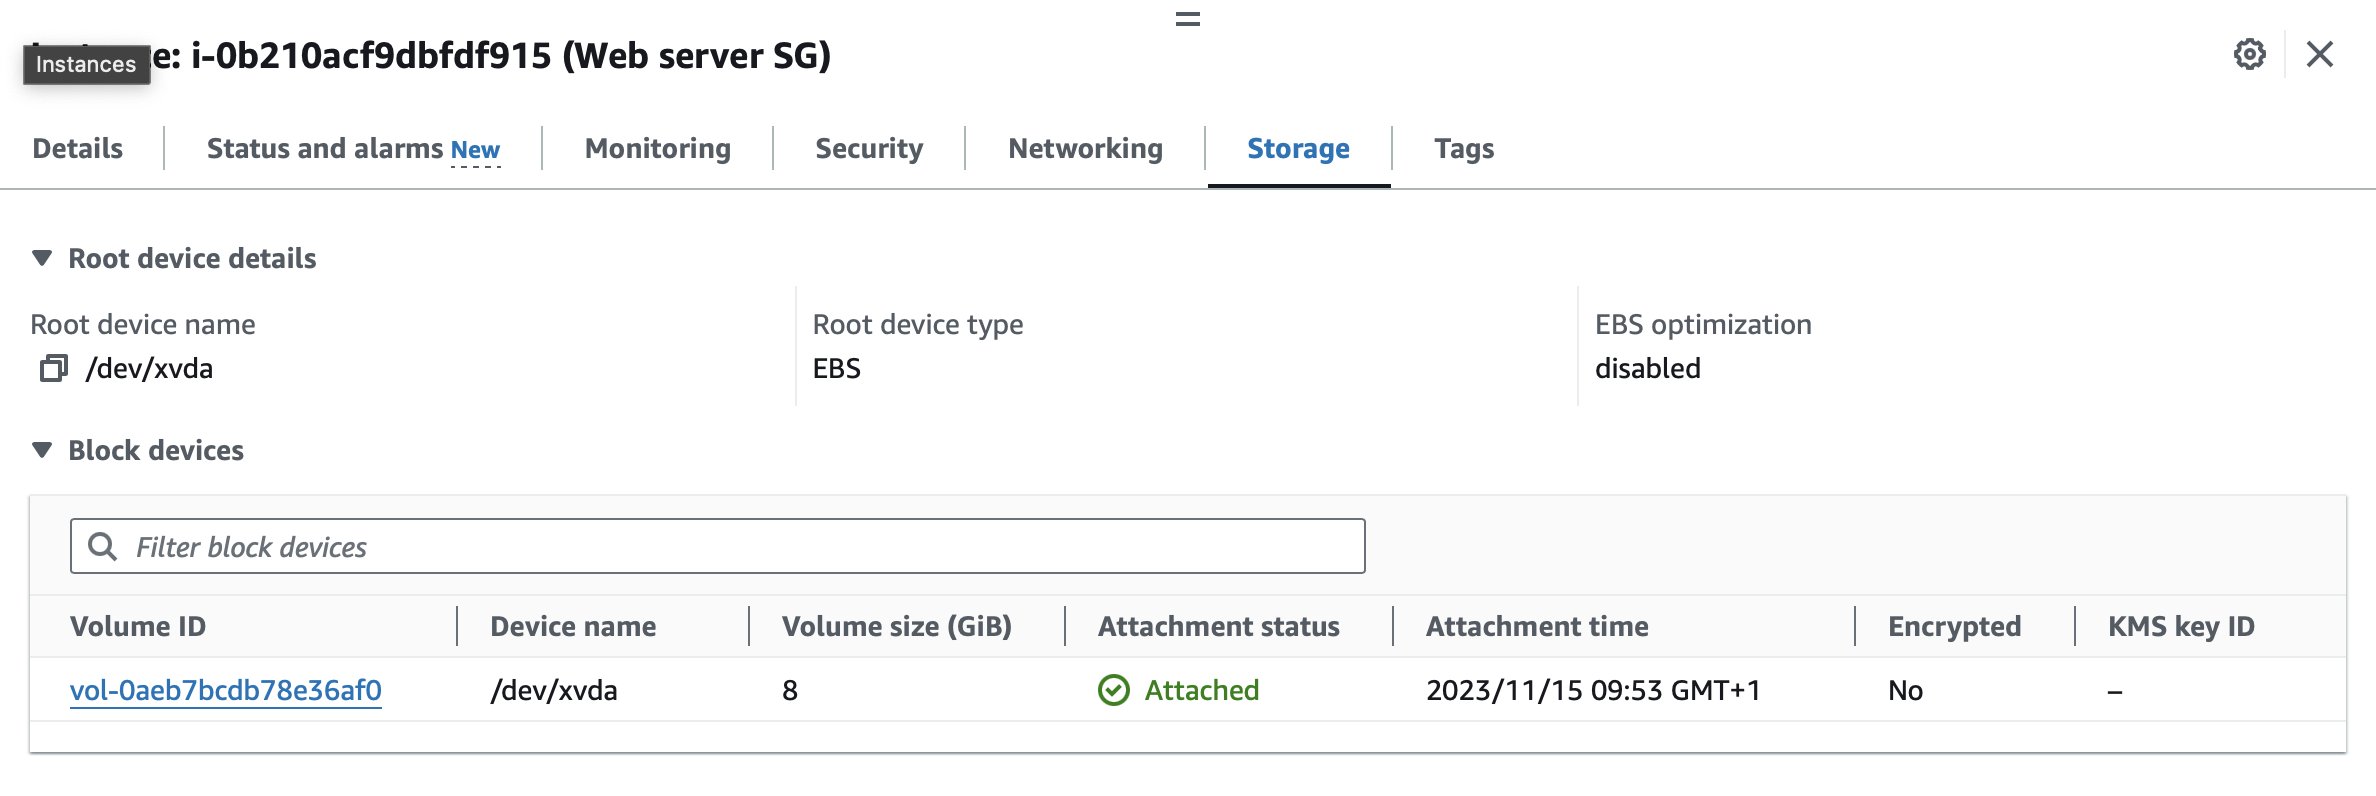 Instances
e: i-0b210acf9dbfdf915 (Web server SG)
Details Status and alarms New Monitoring Security Networking Storage Tags
Root device details
Root device name Root device type EBS optimization
/dev/xvda EBS disabled
Block devices
Filter block devices
Volume ID Device name Volume size (GiB) Attachment status Attachment time Encrypted KMS key ID
vol-0aeb7bcdb78e36af0 /dev/xvda 8 Attached 2023/11/15 09:53 GMT+1 No –